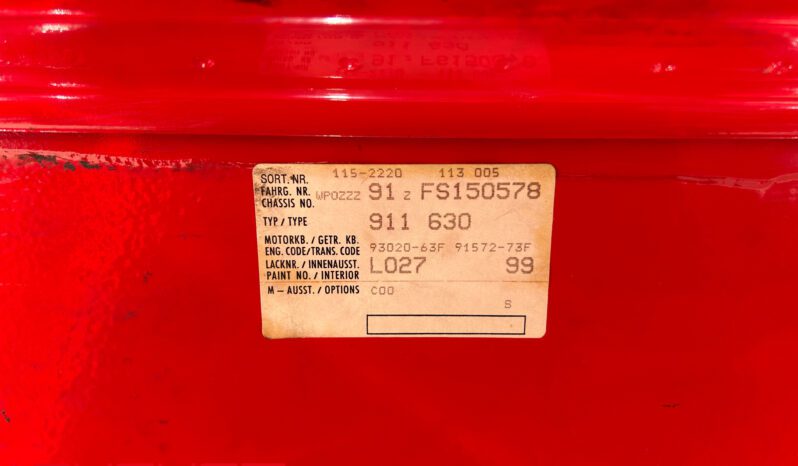 SORT. NR. 115-2220 113 005
FAHRG. NR. WP0ZZZ 91 Z FS150578
CHASSIS NO.
TYP / TYPE 911 630
MOTORKB. / GETR. KB. 93020-63F 91572-73F
ENG. CODE/TRANS. CODE
LACKNR. / INNENAUSST. L027 99
PAINT NO. / INTERIOR
M – AUSST. / OPTIONS C00
S